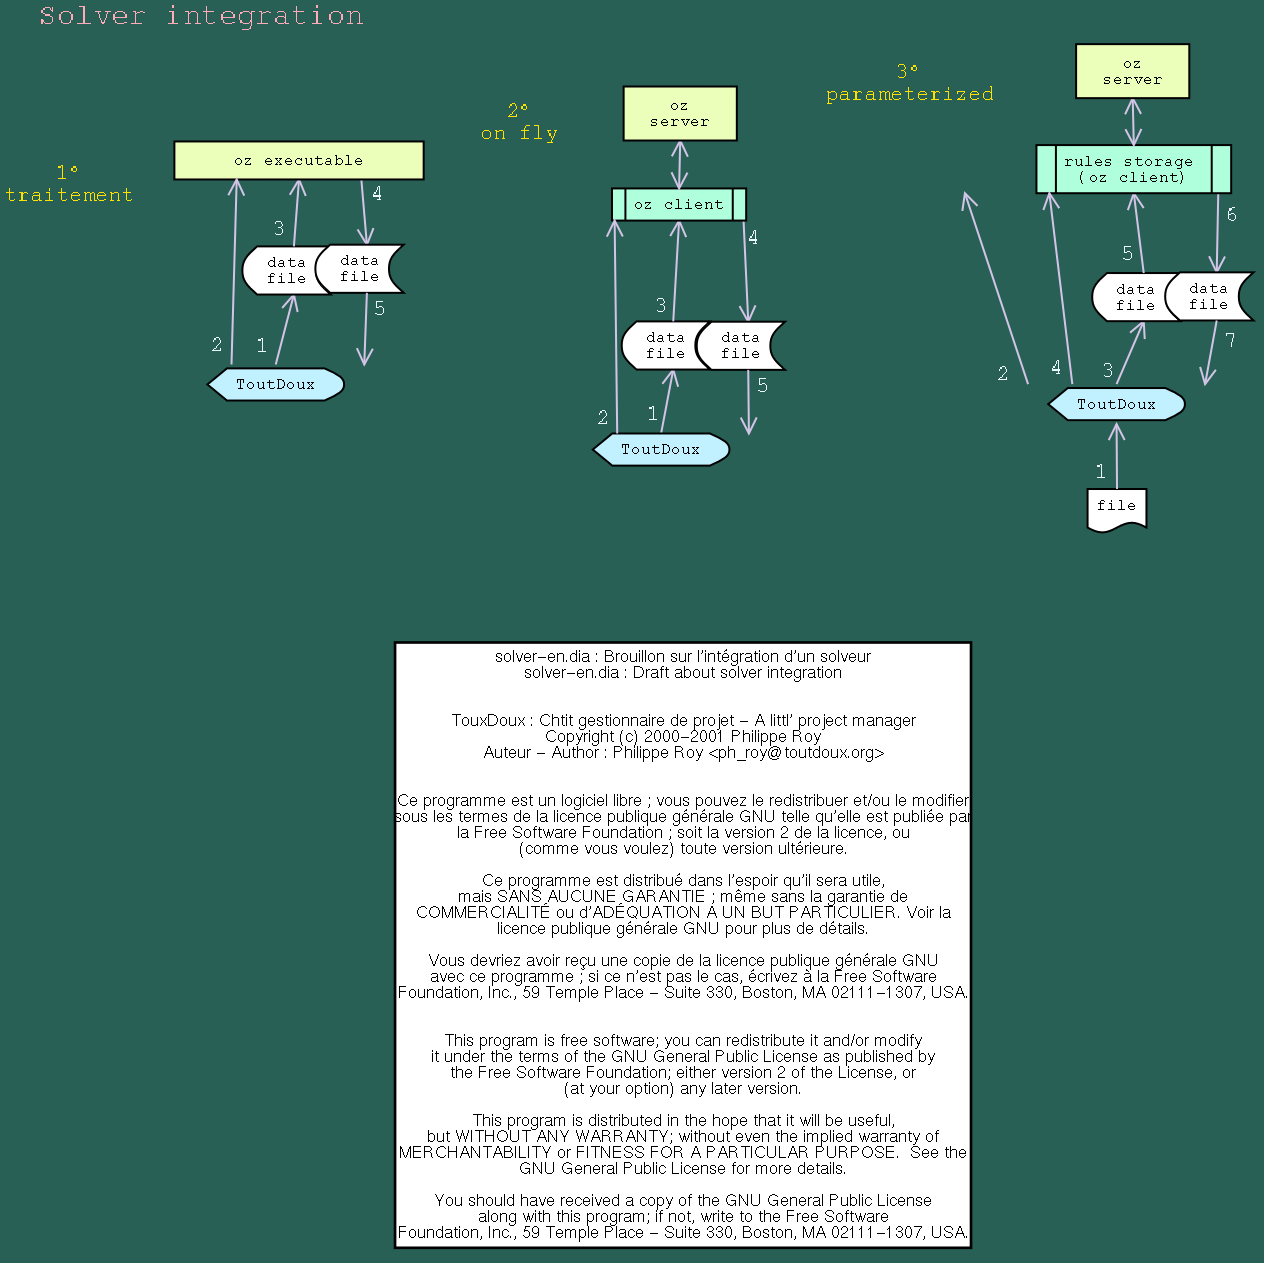 Solver integration
1°
traitement
oz executable
4
3
data
file
data
file
5
2
1
ToutDoux
2°
on fly
oz
server
oz client
4
3
data
file
data
file
5
2
1
ToutDoux
3°
parameterized
oz
server
rules storage
(oz client)
6
5
data
file
data
file
7
2
4
3
ToutDoux
1
file
solver-en.dia : Brouillon sur l'intégration d'un solveur
solver-en.dia : Draft about solver integration
TouxDoux : Chtit gestionnaire de projet - A littl' project manager
Copyright (c) 2000-2001 Philippe Roy
Auteur - Author : Philippe Roy <ph_roy@toutdoux.org>
Ce programme est un logiciel libre ; vous pouvez le redistribuer et/ou le modifier
sous les termes de la licence publique générale GNU telle qu'elle est publiée par
la Free Software Foundation ; soit la version 2 de la licence, ou
(comme vous voulez) toute version ultérieure.
Ce programme est distribué dans l'espoir qu'il sera utile,
mais SANS AUCUNE GARANTIE ; même sans la garantie de
COMMERCIALITÉ ou d'ADÉQUATION A UN BUT PARTICULIER. Voir la
licence publique générale GNU pour plus de détails.
Vous devriez avoir reçu une copie de la licence publique générale GNU
avec ce programme ; si ce n'est pas le cas, écrivez à la Free Software
Foundation, Inc., 59 Temple Place - Suite 330, Boston, MA 02111-1307, USA.
This program is free software; you can redistribute it and/or modify
it under the terms of the GNU General Public License as published by
the Free Software Foundation; either version 2 of the License, or
(at your option) any later version.
This program is distributed in the hope that it will be useful,
but WITHOUT ANY WARRANTY; without even the implied warranty of
MERCHANTABILITY or FITNESS FOR A PARTICULAR PURPOSE.  See the
GNU General Public License for more details.
You should have received a copy of the GNU General Public License
along with this program; if not, write to the Free Software
Foundation, Inc., 59 Temple Place - Suite 330, Boston, MA 02111-1307, USA.